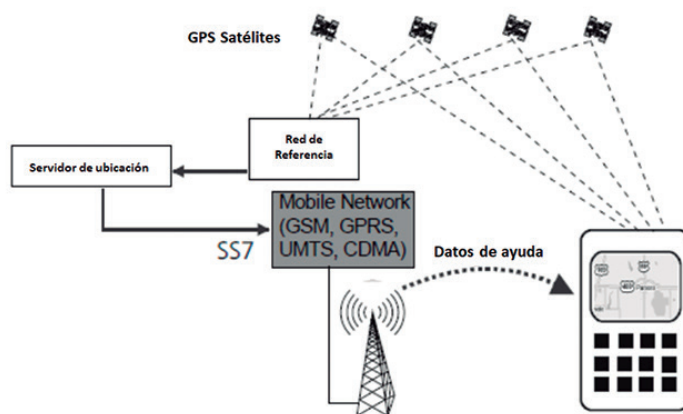 GPS Satélites
Red de
Referencia
Servidor de ubicación
Mobile Network
(GSM, GPRS,
UMTS, CDMA)
SS7
Datos de ayuda